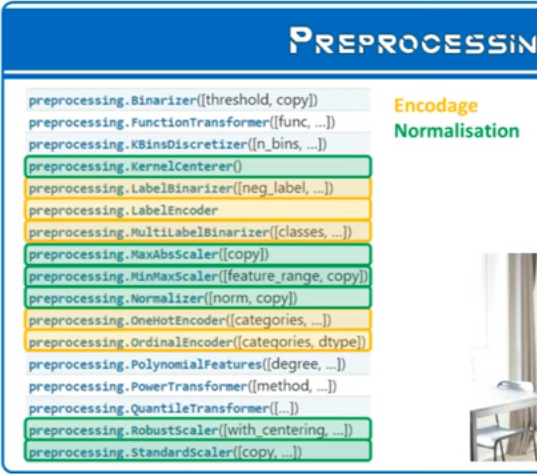 PREPROCESSIN
preprocessing.Binarizer([threshold, copy])
preprocessing.FunctionTransformer([func, ...])
preprocessing.KBinsDiscretizer([n_bins, ...])
preprocessing.KernelCenterer()
preprocessing.LabelBinarizer([neg_label, ...])
preprocessing.LabelEncoder
preprocessing.MultiLabelBinarizer([classes, ...])
preprocessing.MaxAbsScaler([copy])
preprocessing.MinMaxScaler([feature_range, copy])
preprocessing.Normalizer([norm, copy])
preprocessing.OneHotEncoder([categories, ...])
preprocessing.OrdinalEncoder([categories, dtype])
preprocessing.PolynomialFeatures([degree, ...])
preprocessing.PowerTransformer([method, ...])
preprocessing.QuantileTransformer([...])
preprocessing.RobustScaler([with_centering, ...])
preprocessing.StandardScaler([copy, ...])
Encodage
Normalisation